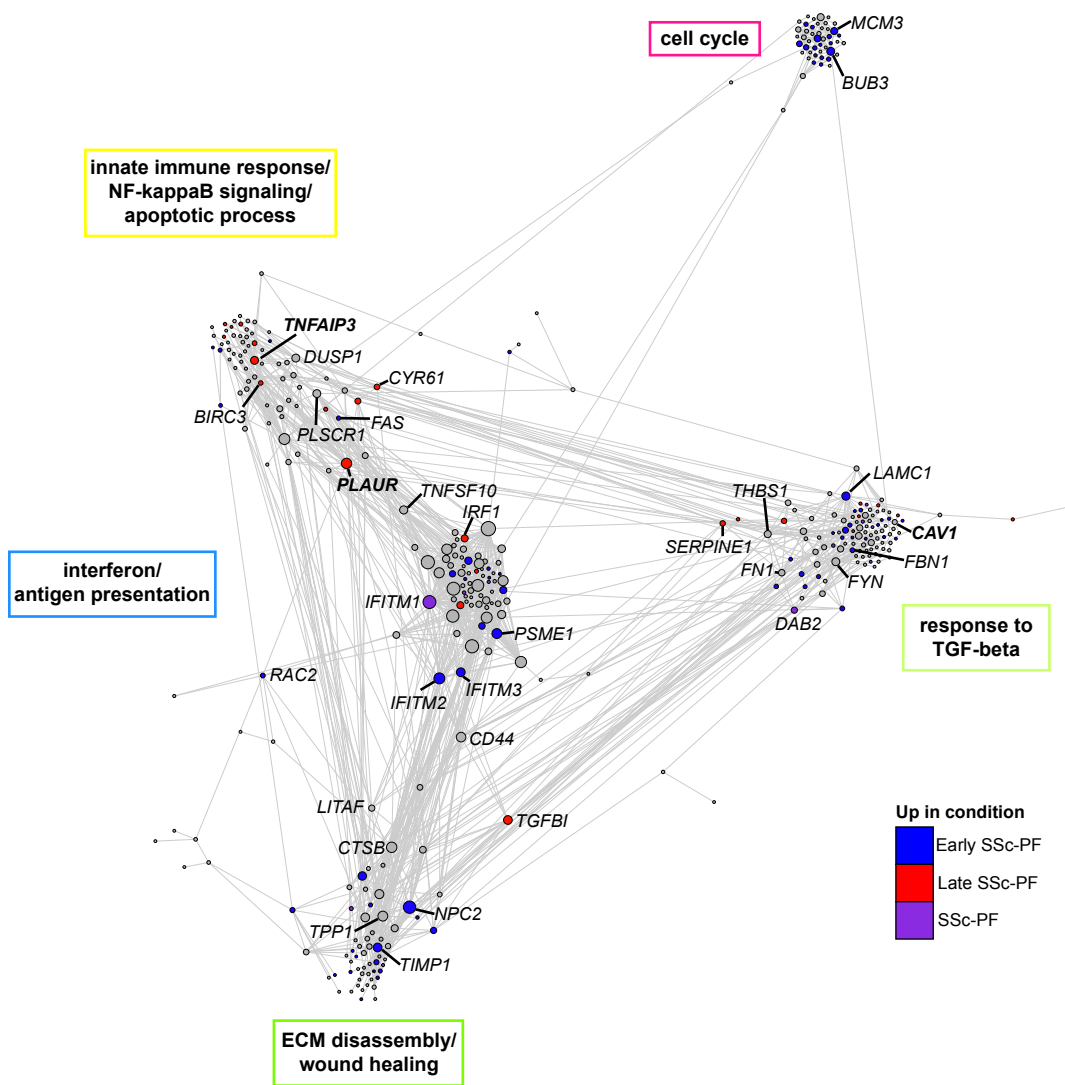 cell cycle
MCM3
BUB3
innate immune response/
NF-kappaB signaling/
apoptotic process
TNFAIP3
DUSP1
CYR61
BIRC3
PLSCR1
FAS
PLAUR
TNFSF10
IRF1
THBS1
LAMC1
CAV1
SERPINE1
FBN1
FN1
FYN
DAB2
interferon/
antigen presentation
IFITM1
PSME1
response to
TGF-beta
RAC2
IFITM2
IFITM3
CD44
LITAF
TGFBI
CTSB
NPC2
TPP1
TIMP1
Up in condition
Early SSc-PF
Late SSc-PF
SSc-PF
ECM disassembly/
wound healing